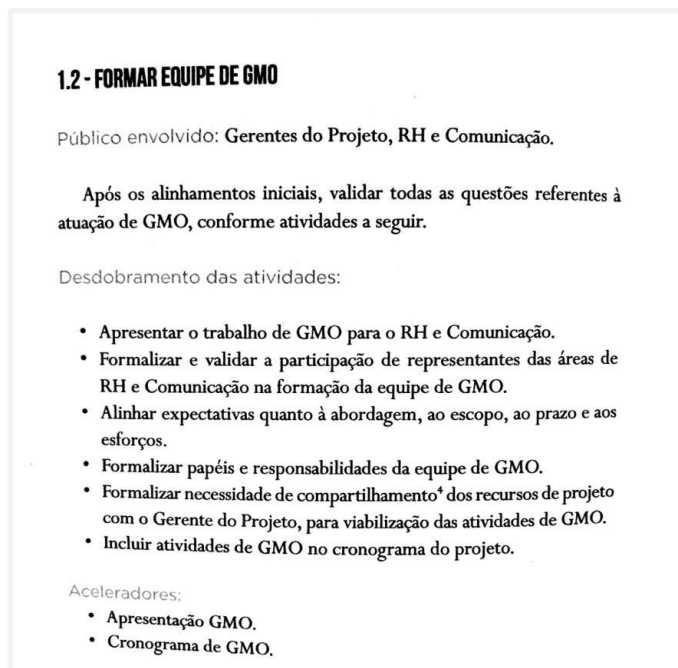 1.2 - FORMAR EQUIPE DE GMO
Público envolvido: Gerentes do Projeto, RH e Comunicação.
Após os alinhamentos iniciais, validar todas as questões referentes à
atuação de GMO, conforme atividades a seguir.
Desdobramento das atividades:
• Apresentar o trabalho de GMO para o RH e Comunicação.
• Formalizar e validar a participação de representantes das áreas de
RH e Comunicação na formação da equipe de GMO.
• Alinhar expectativas quanto à abordagem, ao escopo, ao prazo e aos
esforços.
• Formalizar papéis e responsabilidades da equipe de GMO.
• Formalizar necessidade de compartilhamento⁴ dos recursos de projeto
com o Gerente do Projeto, para viabilização das atividades de GMO.
• Incluir atividades de GMO no cronograma do projeto.
Aceleradores:
• Apresentação GMO.
• Cronograma de GMO.